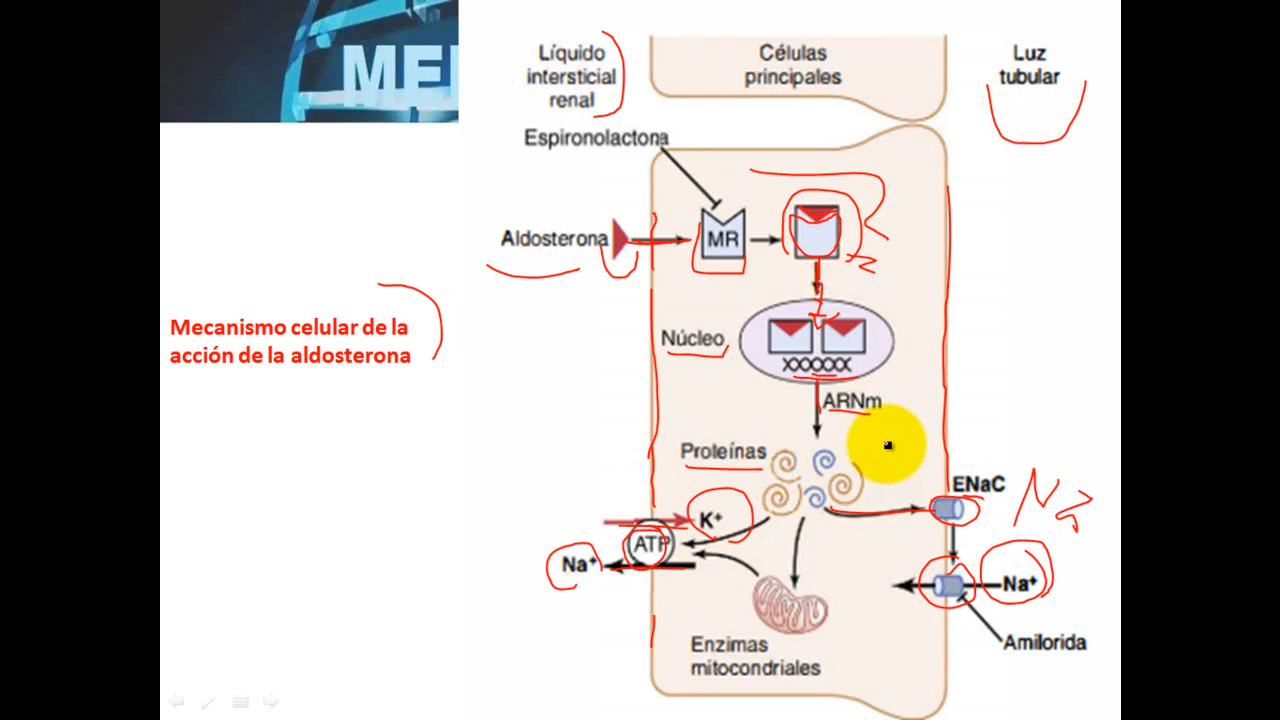 MEI
Líquido
intersticial
renal
Células
principales
Luz
tubular
Espironolactona
Aldosterona
MR
Mecanismo celular de la
acción de la aldosterona
Núcleo
ARNm
Proteínas
ENaC
Na
K+
ATP
Na+
Na+
Amilorida
Enzimas
mitocondriales